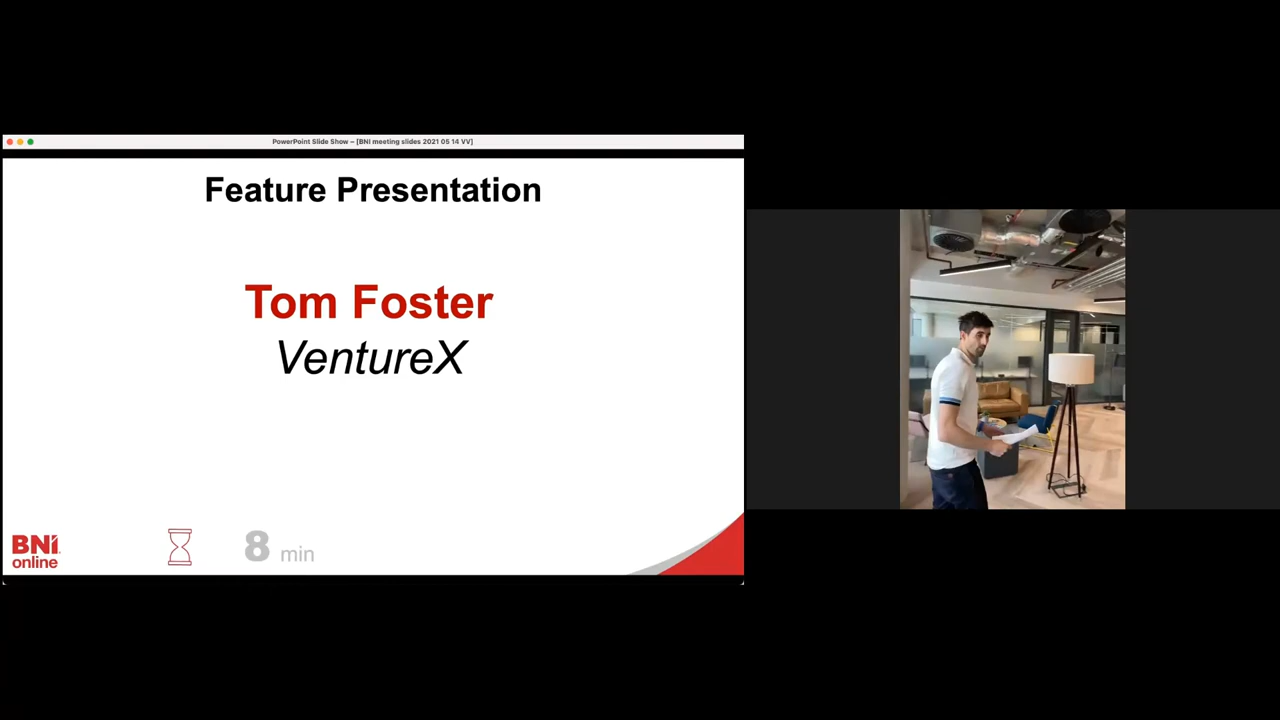 PowerPoint Slide Show – [BNI meeting slides 2021 05 14 VV]
Feature Presentation
Tom Foster
VentureX
BNI online
8 min